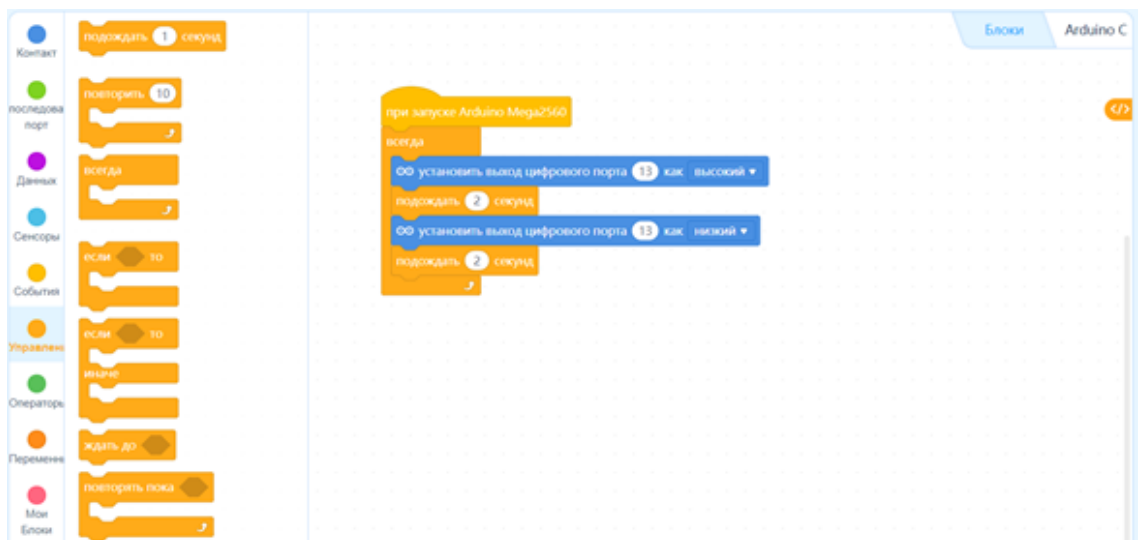 Контакт
последова
порт
Данных
Сенсоры
События
Управлени
Операторь
Переменн
Мои
Блоки
подождать 1 секунд
повторить 10
всегда
если то
если то
иначе
ждать до
повторять пока
при запуске Arduino Mega2560
всегда
установить выход цифрового порта 13 как высокий
подождать 2 секунд
установить выход цифрового порта 13 как низкий
подождать 2 секунд
Блоки
Arduino C
</>